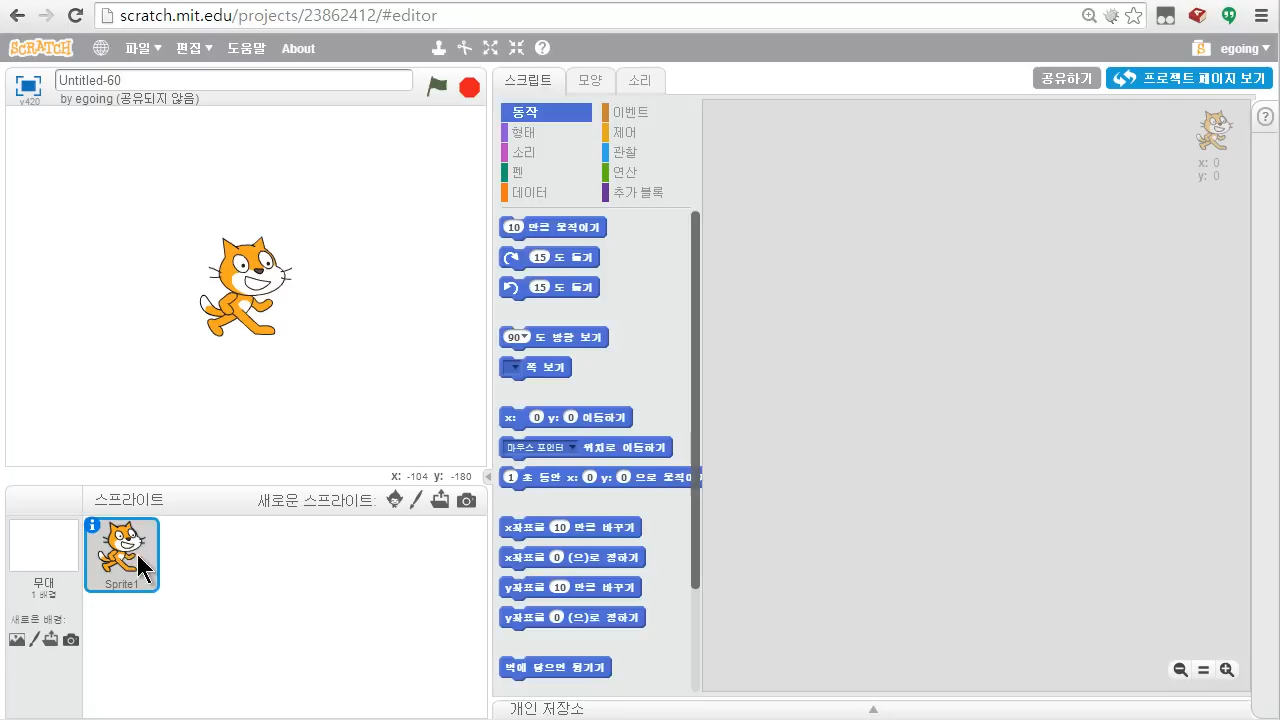 scratch.mit.edu/projects/23862412/#editor
SCRATCH 파일 편집 도움말 About egoing
v420 Untitled-60
by egoing (공유되지 않음)
스크립트 모양 소리 공유하기 프로젝트 페이지 보기
동작 이벤트
형태 제어
소리 관찰
펜 연산
데이터 추가 블록
x: 0
y: 0
10 만큼 움직이기
15 도 돌기
15 도 돌기
90 도 방향 보기
쪽 보기
x: 0 y: 0 이동하기
마우스 포인터 위치로 이동하기
1 초 동안 x: 0 y: 0 으로 움직이
x좌표를 10 만큼 바꾸기
x좌표를 0 (으)로 정하기
y좌표를 10 만큼 바꾸기
y좌표를 0 (으)로 정하기
벽에 닿으면 튕기기
x: -104 y: -180
스프라이트 새로운 스프라이트:
Sprite1
무대
1 배경
새로운 배경:
개인 저장소